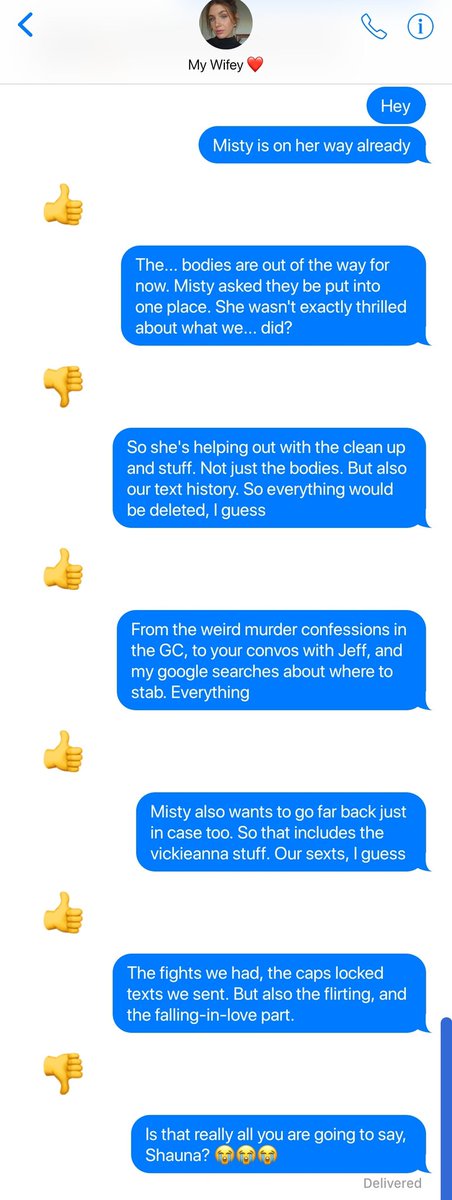 My Wifey ❤️
Hey
Misty is on her way already
👍
The... bodies are out of the way for
now. Misty asked they be put into
one place. She wasn't exactly thrilled
about what we... did?
👎
So she's helping out with the clean up
and stuff. Not just the bodies. But also
our text history. So everything would
be deleted, I guess
👍
From the weird murder confessions in
the GC, to your convos with Jeff, and
my google searches about where to
stab. Everything
👍
Misty also wants to go far back just
in case too. So that includes the
vickieanna stuff. Our sexts, I guess
👍
The fights we had, the caps locked
texts we sent. But also the flirting, and
the falling-in-love part.
👎
Is that really all you are going to say,
Shauna? 😭😭😭
Delivered